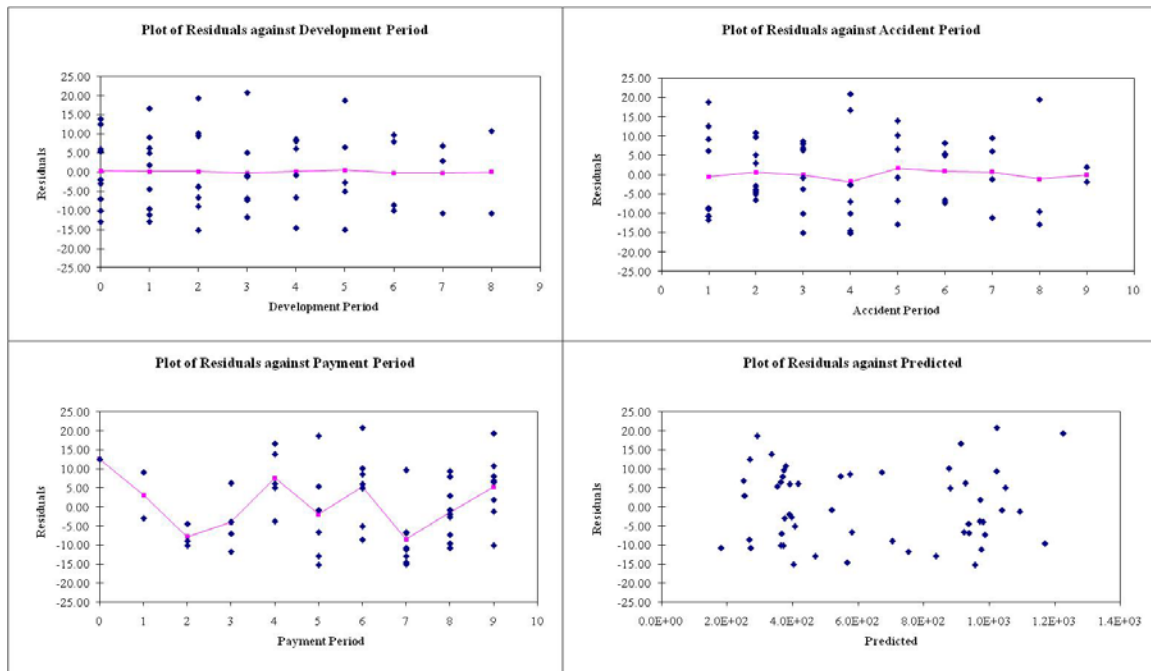 Plot of Residuals against Development Period
Residuals
25.00
20.00
15.00
10.00
5.00
0.00
-5.00
-10.00
-15.00
-20.00
-25.00
0 1 2 3 4 5 6 7 8 9
Development Period
Plot of Residuals against Accident Period
Residuals
25.00
20.00
15.00
10.00
5.00
0.00
-5.00
-10.00
-15.00
-20.00
-25.00
0 1 2 3 4 5 6 7 8 9 10
Accident Period
Plot of Residuals against Payment Period
Residuals
25.00
20.00
15.00
10.00
5.00
0.00
-5.00
-10.00
-15.00
-20.00
-25.00
0 1 2 3 4 5 6 7 8 9 10
Payment Period
Plot of Residuals against Predicted
Residuals
25.00
20.00
15.00
10.00
5.00
0.00
-5.00
-10.00
-15.00
-20.00
-25.00
0.0E+00 2.0E+02 4.0E+02 6.0E+02 8.0E+02 1.0E+03 1.2E+03 1.4E+03
Predicted